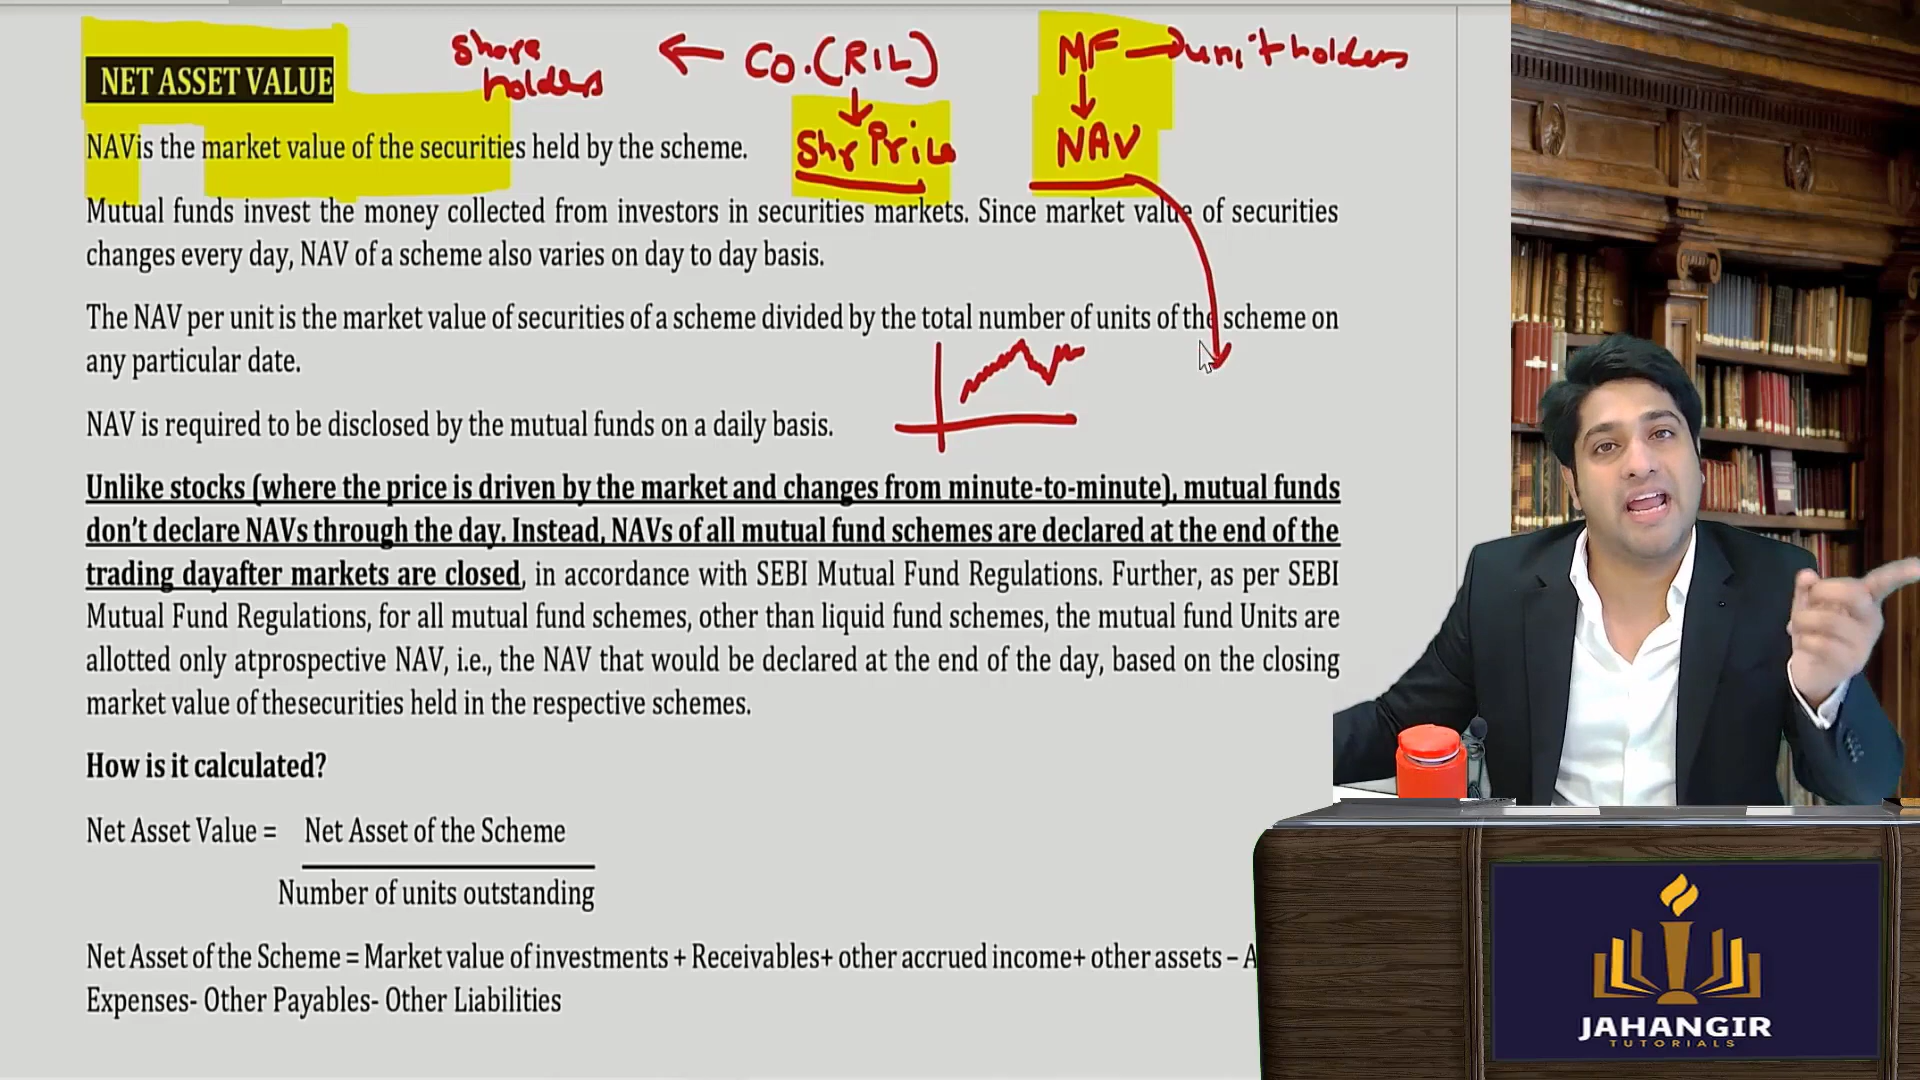 share
holders
← Co.(RIL)
MF → unitholders
NET ASSET VALUE
Shr Price
NAV
NAVis the market value of the securities held by the scheme.
Mutual funds invest the money collected from investors in securities markets. Since market value of securities
changes every day, NAV of a scheme also varies on day to day basis.
The NAV per unit is the market value of securities of a scheme divided by the total number of units of the scheme on
any particular date.
NAV is required to be disclosed by the mutual funds on a daily basis.
Unlike stocks (where the price is driven by the market and changes from minute-to-minute), mutual funds
don’t declare NAVs through the day. Instead, NAVs of all mutual fund schemes are declared at the end of the
trading dayafter markets are closed, in accordance with SEBI Mutual Fund Regulations. Further, as per SEBI
Mutual Fund Regulations, for all mutual fund schemes, other than liquid fund schemes, the mutual fund Units are
allotted only atprospective NAV, i.e., the NAV that would be declared at the end of the day, based on the closing
market value of thesecurities held in the respective schemes.
How is it calculated?
Net Asset Value = Net Asset of the Scheme
Number of units outstanding
Net Asset of the Scheme = Market value of investments + Receivables+ other accrued income+ other assets – A
Expenses- Other Payables- Other Liabilities
JAHANGIR
TUTORIALS